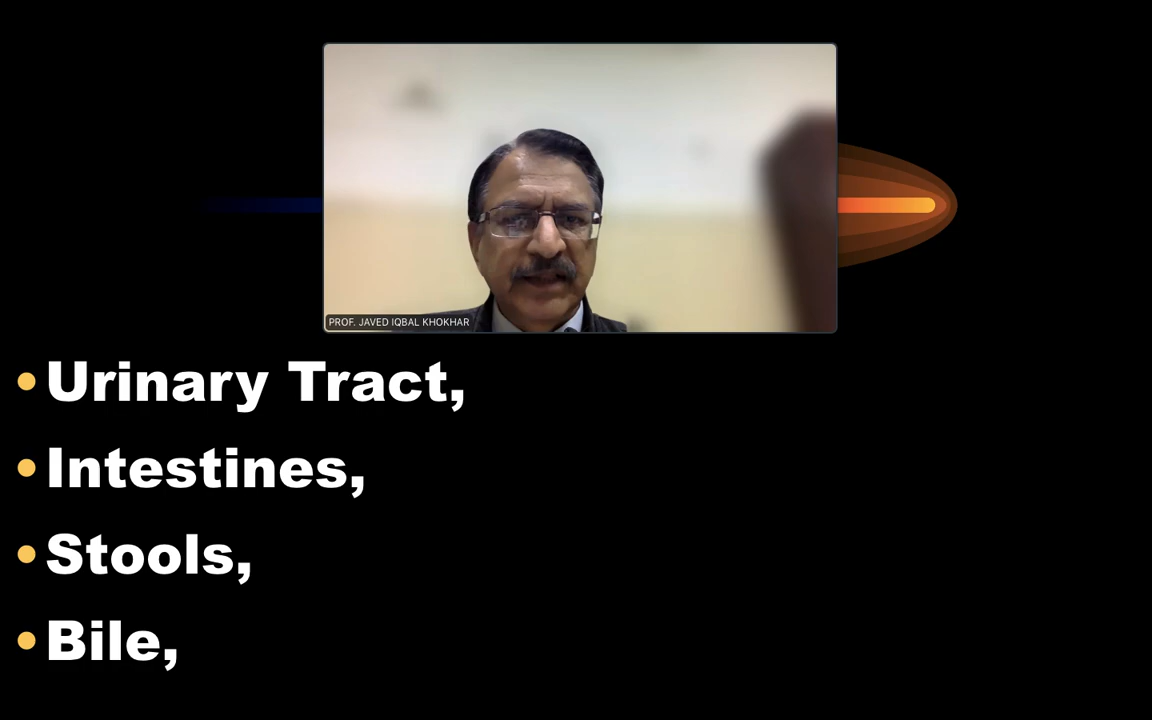 PROF. JAVED IQBAL KHOKHAR
• Urinary Tract,
• Intestines,
• Stools,
• Bile,